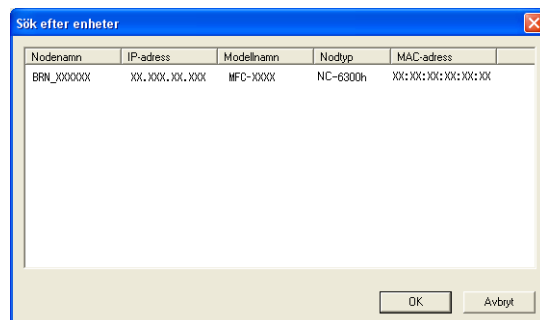 Sök efter enheter
Nodenamn IP-adress Modellnamn Nodtyp MAC-adress
BRN_XXXXXX XX.XXX.XX.XXX MFC-XXXX NC-6300h XX:XX:XX:XX:XX:XX
OK Avbryt